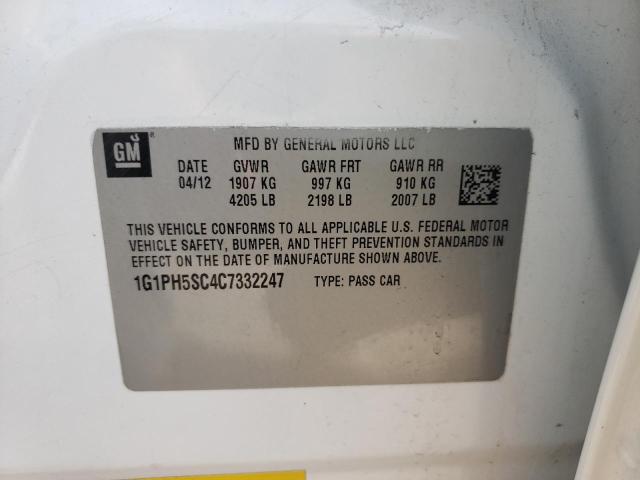 GM ®
MFD BY GENERAL MOTORS LLC
DATE GVWR GAWR FRT GAWR RR
04/12 1907 KG 997 KG 910 KG
4205 LB 2198 LB 2007 LB
THIS VEHICLE CONFORMS TO ALL APPLICABLE U.S. FEDERAL MOTOR
VEHICLE SAFETY, BUMPER, AND THEFT PREVENTION STANDARDS IN
EFFECT ON THE DATE OF MANUFACTURE SHOWN ABOVE.
1G1PH5SC4C7332247 TYPE: PASS CAR